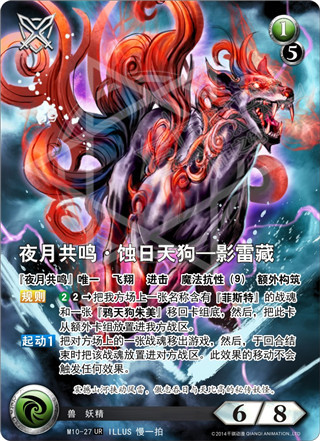 1
5
夜月共鸣·蚀日天狗—影雷藏
『夜月共鸣』唯一 飞翔 进击 魔法抗性(9) 额外构筑
规则 2 2→把我方场上一张名称含有『菲斯特』的战魂
和一张『鸦天狗朱美』移回卡组底,然后,把此卡
从额外卡组放置进我方战区。
起动1 把对方场上的一张战魂移出游戏,然后,于回合结
束时把该战魂放置进对方战区。此效果的移动不会
触发任何效果。
兽 妖精
6/8
M10-27 UR ILLUS 慢一拍
©2014千骐动漫 QIANQI ANIMATION.,LTD